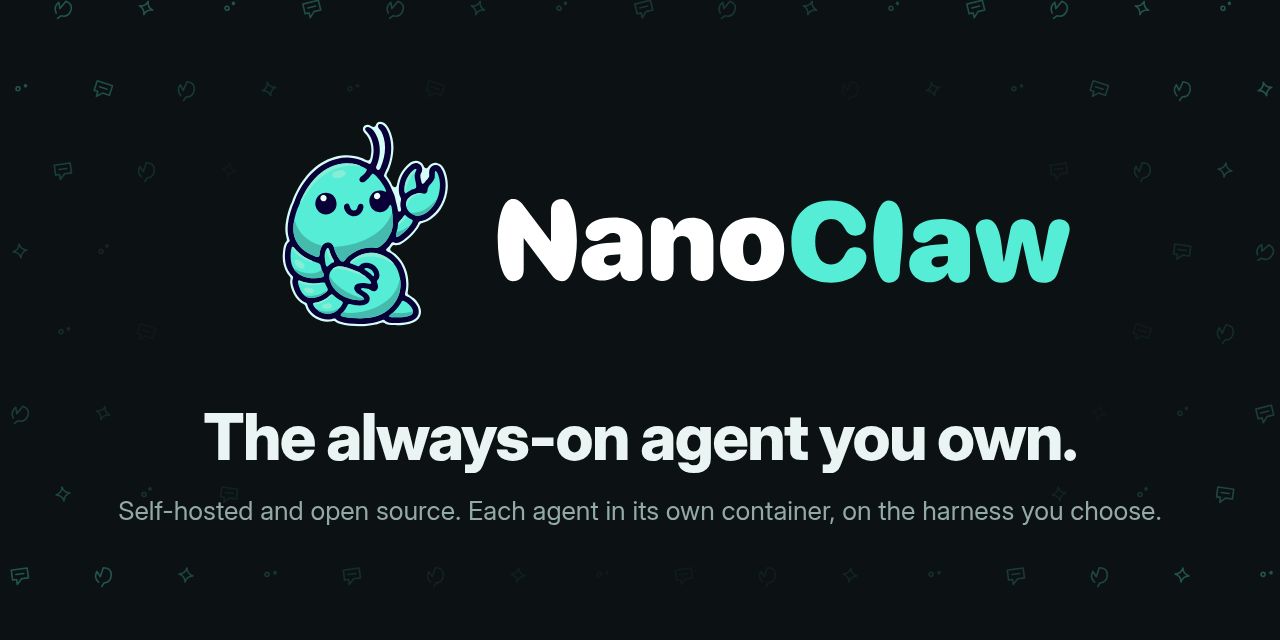 NanoClaw
The always-on agent you own.
Self-hosted and open source. Each agent in its own container, on the harness you choose.